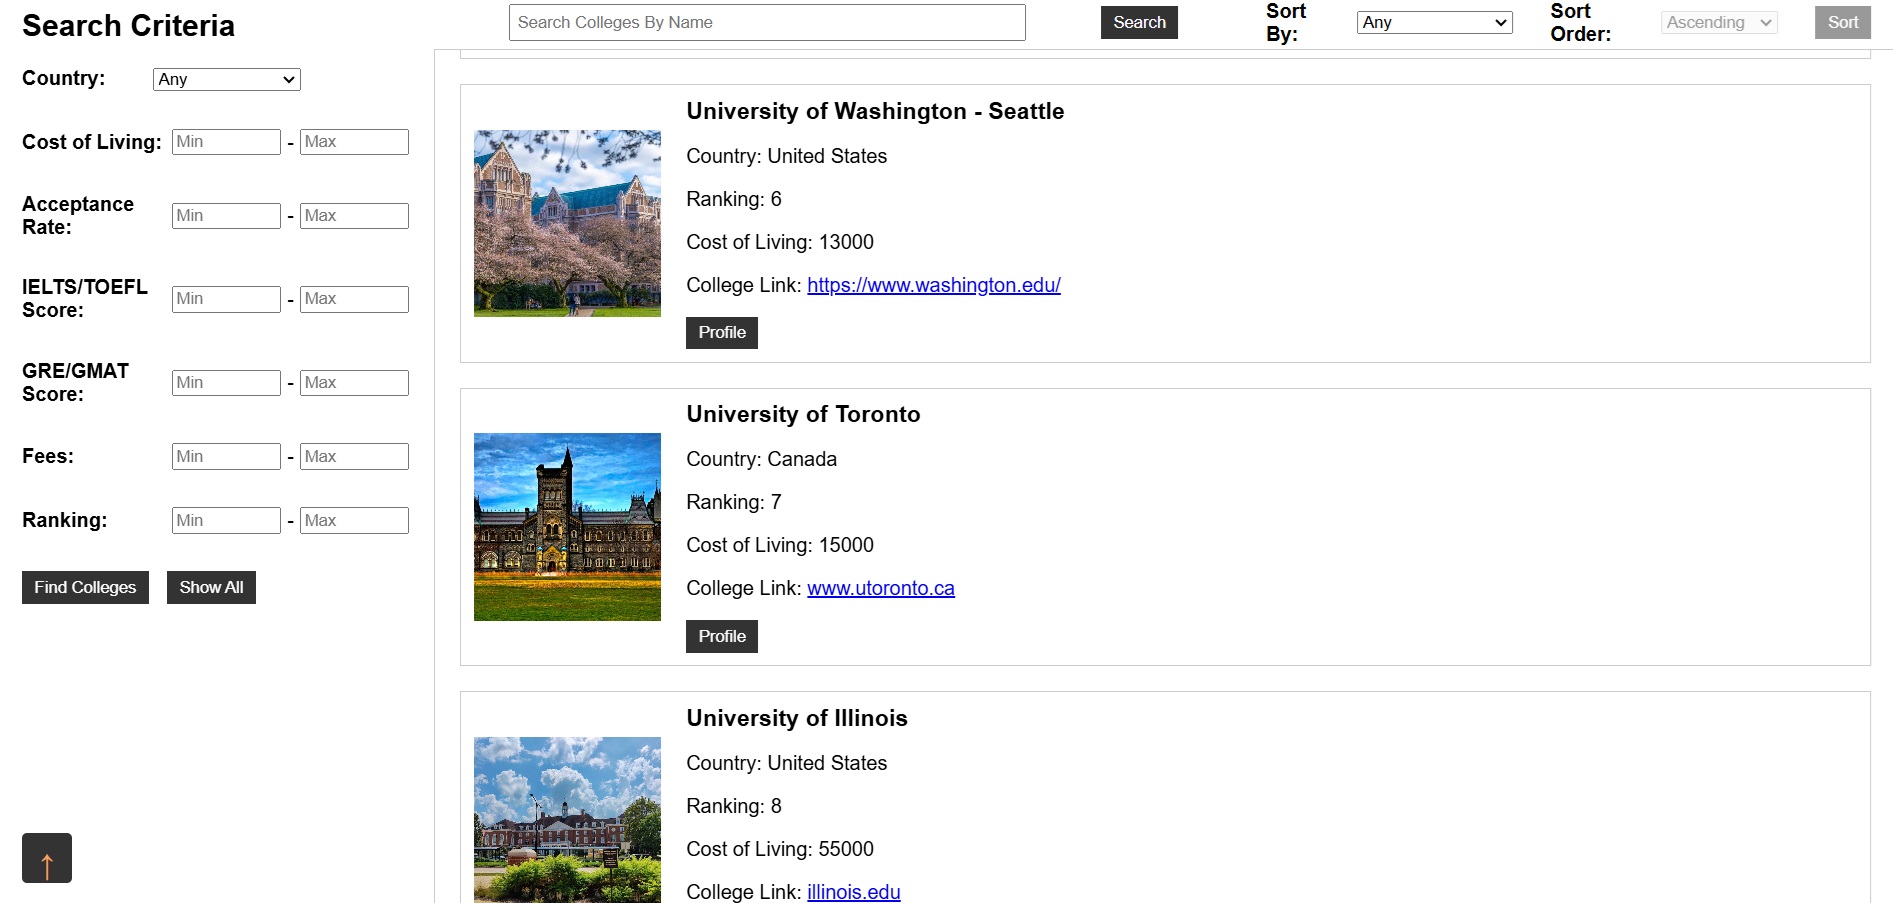 Search Criteria
Search Colleges By Name
Search
Sort By:
Any
Sort Order:
Ascending
Sort
Country:
Any
Cost of Living:
Min - Max
Acceptance Rate:
Min - Max
IELTS/TOEFL Score:
Min - Max
GRE/GMAT Score:
Min - Max
Fees:
Min - Max
Ranking:
Min - Max
Find Colleges
Show All
↑
University of Washington - Seattle
Country: United States
Ranking: 6
Cost of Living: 13000
College Link: https://www.washington.edu/
Profile
University of Toronto
Country: Canada
Ranking: 7
Cost of Living: 15000
College Link: www.utoronto.ca
Profile
University of Illinois
Country: United States
Ranking: 8
Cost of Living: 55000
College Link: illinois.edu